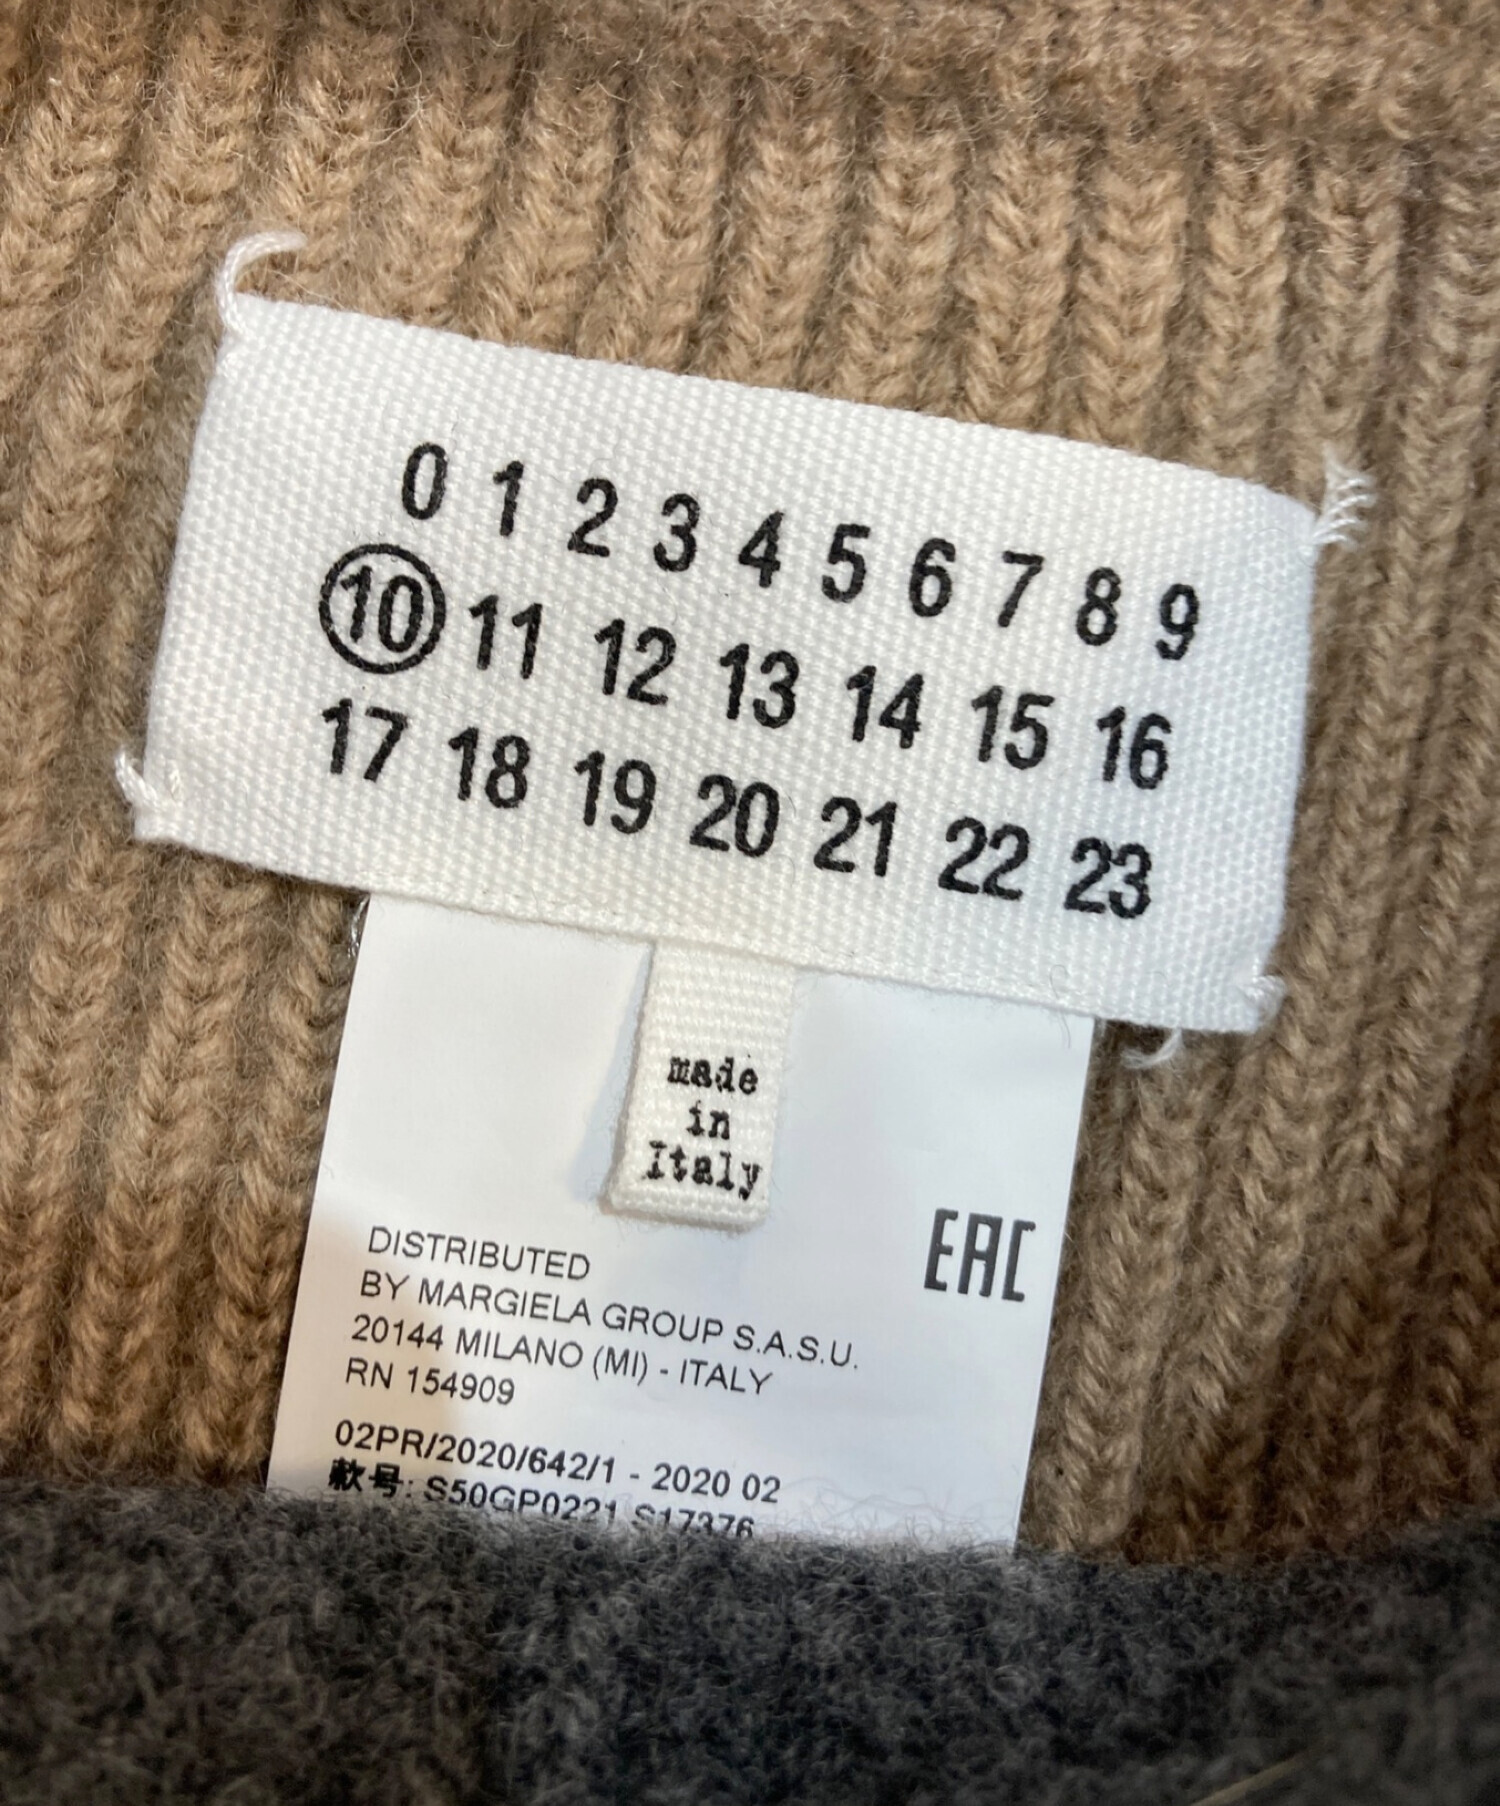 0 1 2 3 4 5 6 7 8 9
10 11 12 13 14 15 16
17 18 19 20 21 22 23
made
in
Italy
EAC
DISTRIBUTED
BY MARGIELA GROUP S.A.S.U.
20144 MILANO (MI) - ITALY
RN 154909
02PR/2020/642/1 - 2020 02
款号: S50GP0221 S17376